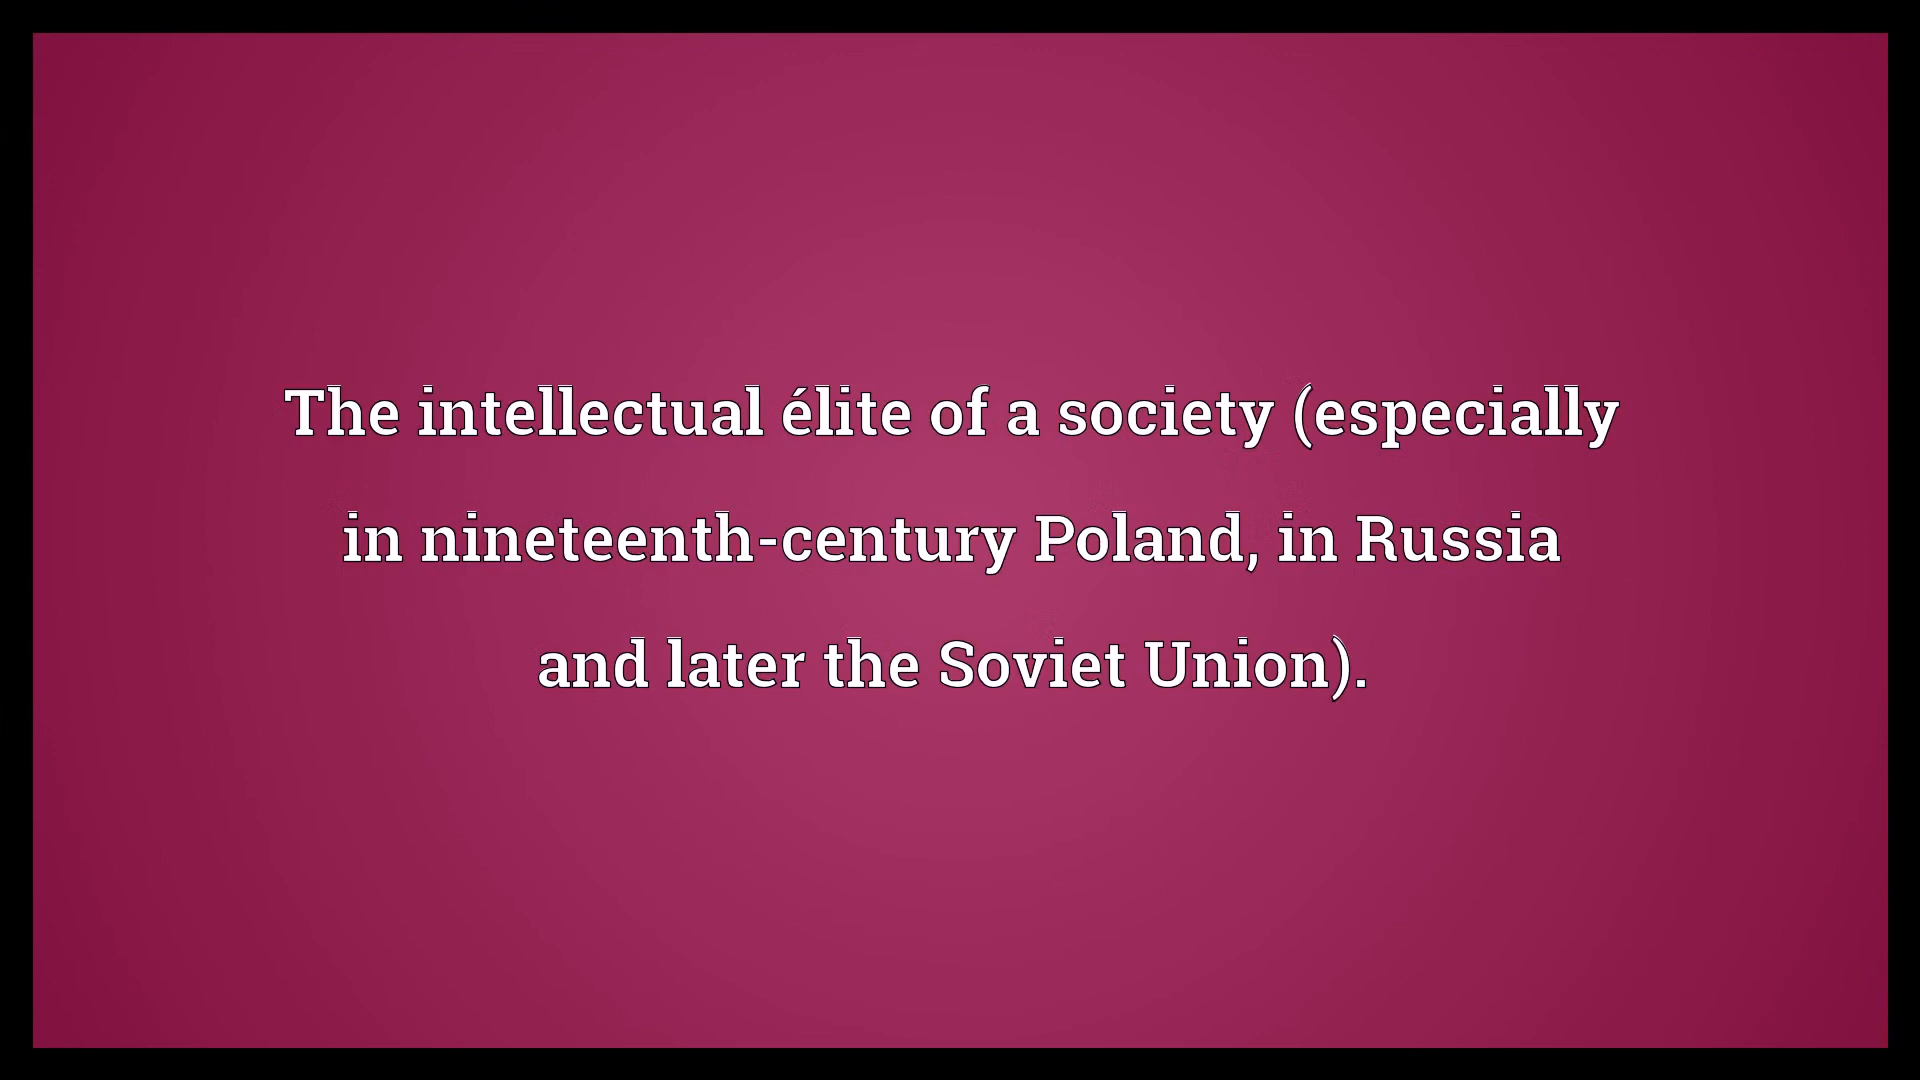 The intellectual élite of a society (especially
in nineteenth-century Poland, in Russia
and later the Soviet Union).